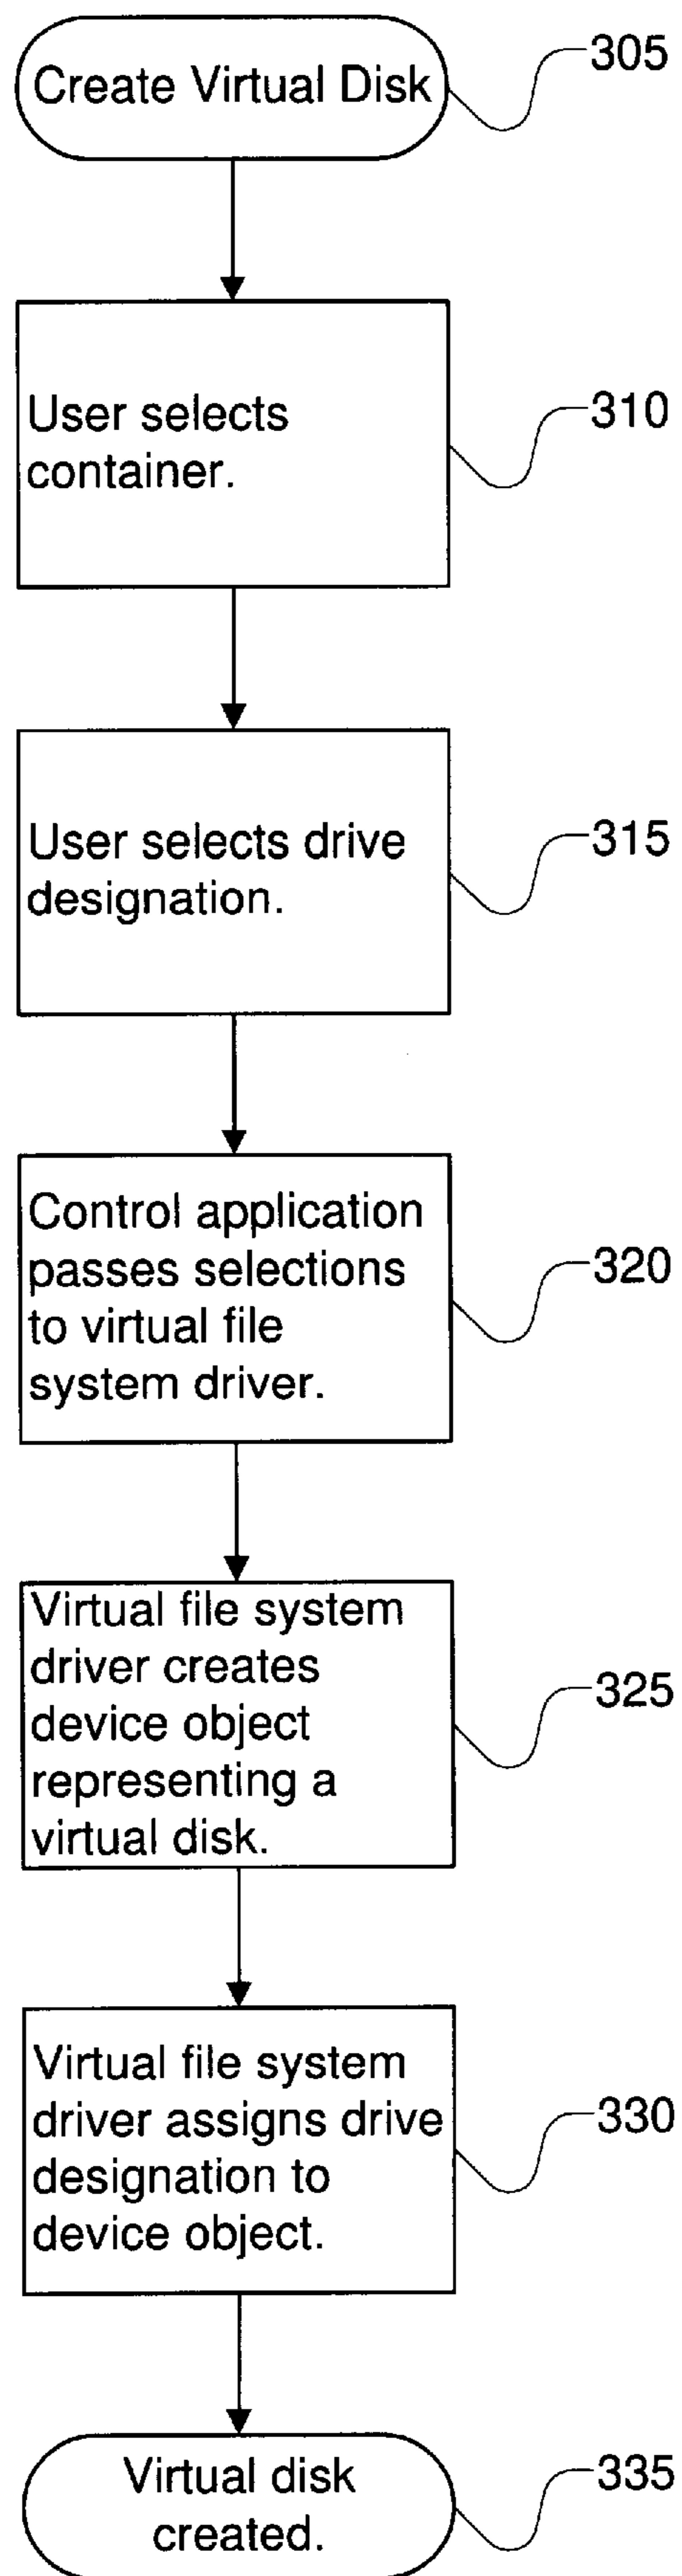 Create Virtual Disk
305
User selects
container.
310
User selects drive
designation.
315
Control application
passes selections
to virtual file
system driver.
320
Virtual file system
driver creates
device object
representing a
virtual disk.
325
Virtual file system
driver assigns drive
designation to
device object.
330
Virtual disk
created.
335